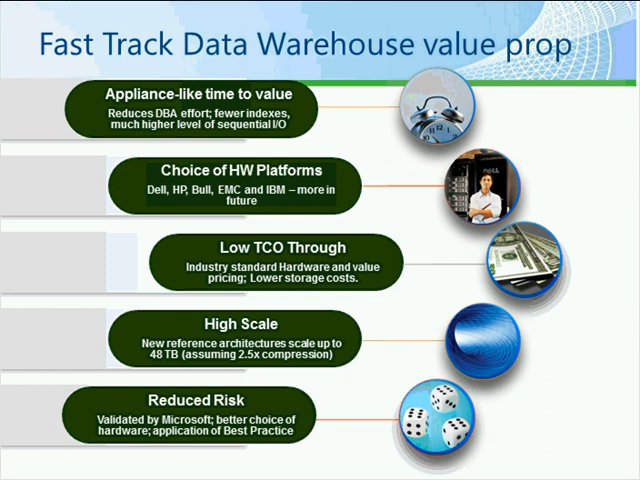 Fast Track Data Warehouse value prop
Appliance-like time to value
Reduces DBA effort; fewer indexes,
much higher level of sequential I/O
Choice of HW Platforms
Dell, HP, Bull, EMC and IBM – more in
future
DELL
Low TCO Through
Industry standard Hardware and value
pricing; Lower storage costs.
High Scale
New reference architectures scale up to
48 TB (assuming 2.5x compression)
Reduced Risk
Validated by Microsoft; better choice of
hardware; application of Best Practice